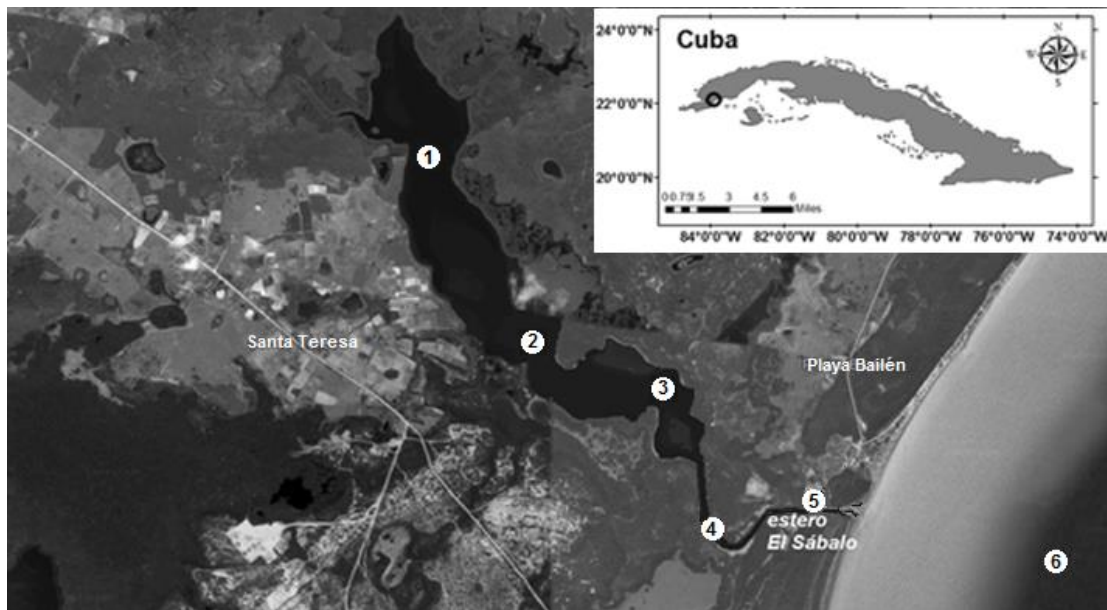 24°0'0"N
Cuba
N
W
E
S
22°0'0"N
20°0'0"N
0 0.75 1.5 3 4.5 6
Miles
84°0'0"W 82°0'0"W 80°0'0"W 78°0'0"W 76°0'0"W 74°0'0"W
1
2
Santa Teresa
3
Playa Bailén
4
5
estero
El Sábalo
6